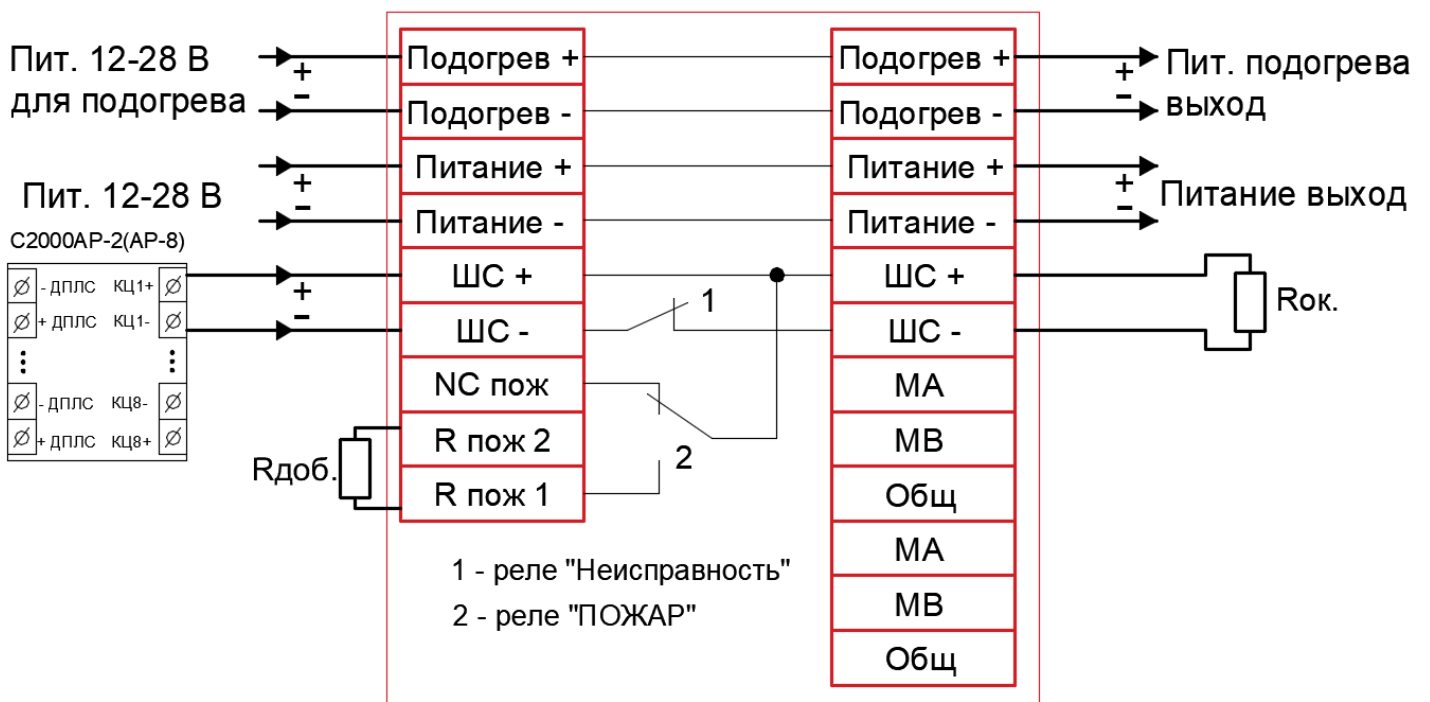 Пит. 12-28 В
для подогрева
+
-
Пит. 12-28 В
+
-
С2000АР-2(АР-8)
- ДПЛС КЦ1+
+ ДПЛС КЦ1-
- ДПЛС КЦ8-
+ ДПЛС КЦ8+
+
-
Rдоб.
Подогрев +
Подогрев -
Питание +
Питание -
ШС +
ШС -
NC пож
R пож 2
R пож 1
1
2
1 - реле "Неисправность"
2 - реле "ПОЖАР"
Подогрев +
Подогрев -
Питание +
Питание -
ШС +
ШС -
МА
МВ
Общ
МА
МВ
Общ
+
-
Пит. подогрева
выход
+
-
Питание выход
Rок.